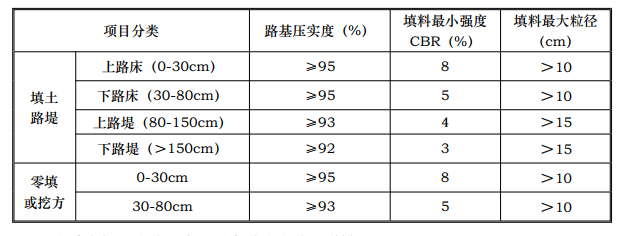 项目分类 路基压实度（%） 填料最小强度 CBR（%） 填料最大粒径 (cm)
填土路堤 上路床（0-30cm） ≥95 8 ＞10
下路床（30-80cm） ≥95 5 ＞10
上路堤（80-150cm） ≥93 4 ＞15
下路堤（＞150cm） ≥92 3 ＞15
零填或挖方 0-30cm ≥95 8 ＞10
30-80cm ≥93 5 ＞10